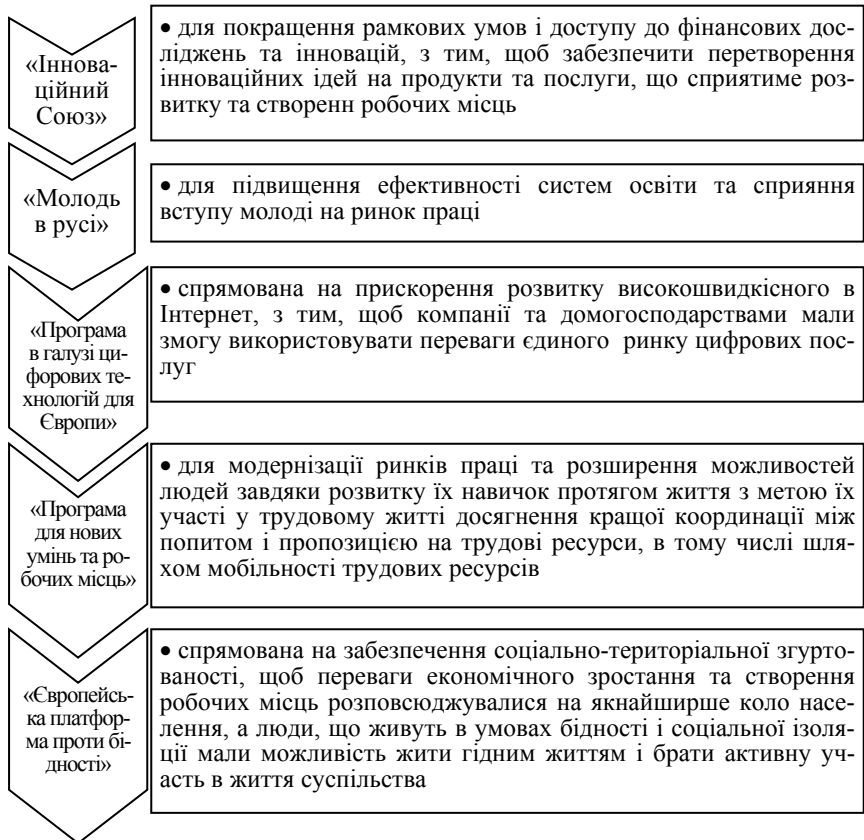 «Іннова-
ційний
Союз»
• для покращення рамкових умов і доступу до фінансових дос-
ліджень та інновацій, з тим, щоб забезпечити перетворення
інноваційних ідей на продукти та послуги, що сприятиме роз-
витку та створенн робочих місць
«Молодь
в русі»
• для підвищення ефективності систем освіти та сприяння
вступу молоді на ринок праці
«Програма
в галузі ци-
форових те-
хнологій для
Європи»
• спрямована на прискорення розвитку високошвидкісного в
Інтернет, з тим, щоб компанії та домогосподарствами мали
змогу використовувати переваги єдиного ринку цифрових пос-
луг
«Програма
для нових
умінь та ро-
бочих місць»
• для модернізації ринків праці та розширення можливостей
людей завдяки розвитку їх навичок протягом життя з метою їх
участі у трудовому житті досягнення кращої координації між
попитом і пропозицією на трудові ресурси, в тому числі шля-
хом мобільності трудових ресурсів
«Європейсь-
ка платфор-
ма проти бі-
дності»
• спрямована на забезпечення соціально-територіальної згурто-
ваності, щоб переваги економічного зростання та створення
робочих місць розповсюджувалися на якнайширше коло насе-
лення, а люди, що живуть в умовах бідності і соціальної ізоля-
ції мали можливість жити гідним життям і брати активну уч-
асть в життя суспільства